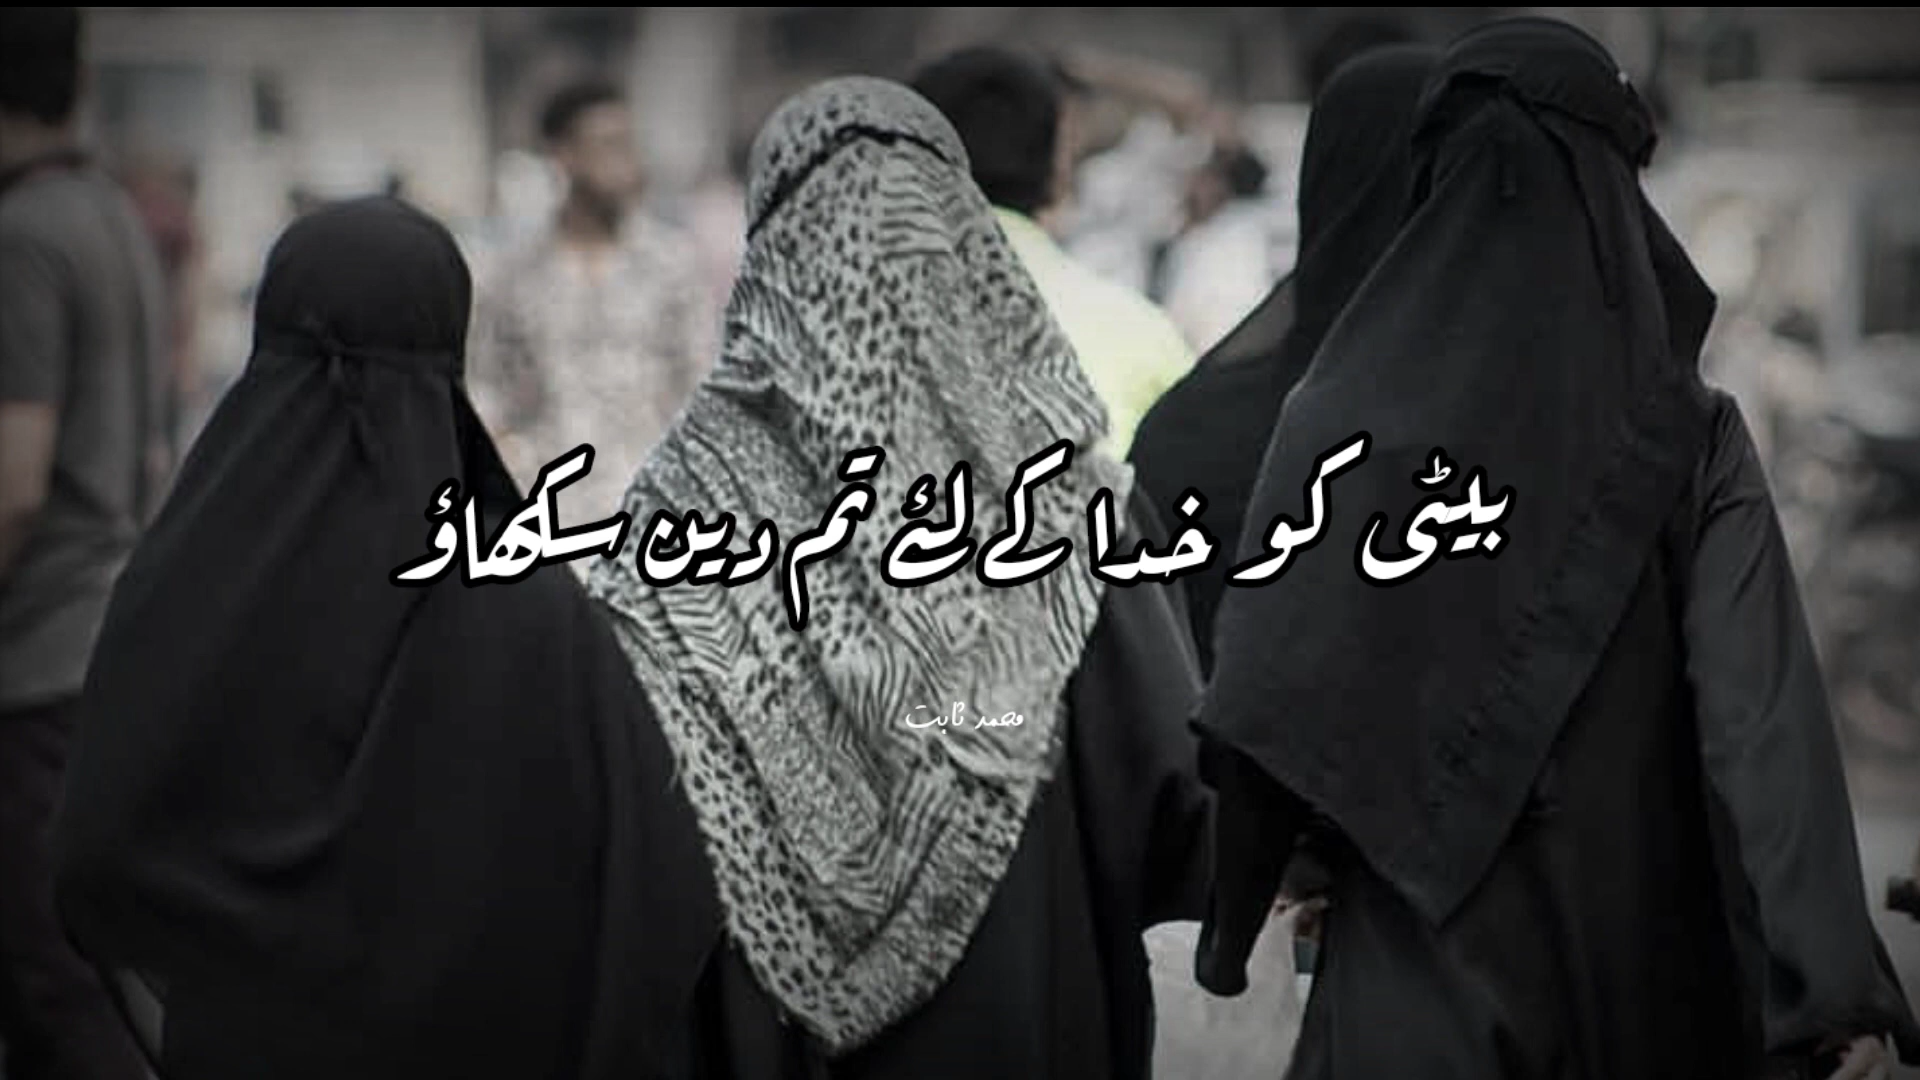 بیٹی کو خدا کے لئے تم دین سکھاؤ
محمد ثابت